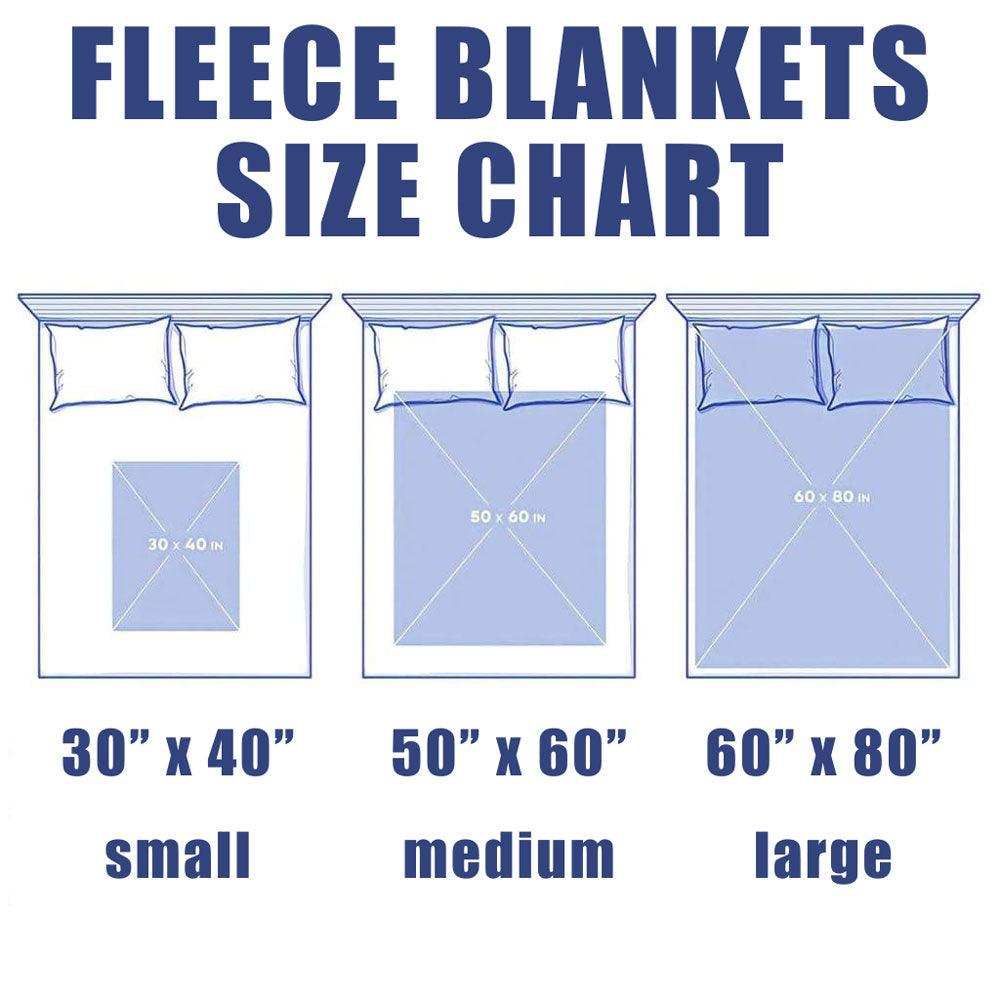 FLEECE BLANKETS
SIZE CHART
30 x 40 IN
50 x 60 IN
60 x 80 IN
30” x 40”
50” x 60”
60” x 80”
small
medium
large